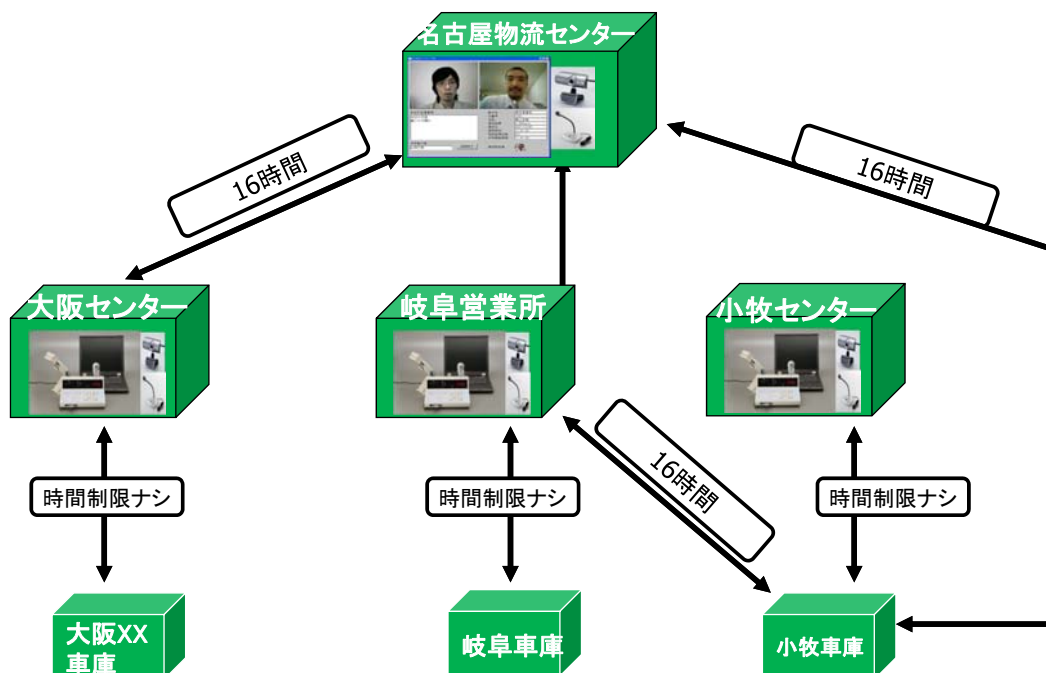 名古屋物流センター
16時間
16時間
大阪センター
岐阜営業所
小牧センター
16時間
時間制限ナシ
時間制限ナシ
時間制限ナシ
大阪XX
車庫
岐阜車庫
小牧車庫